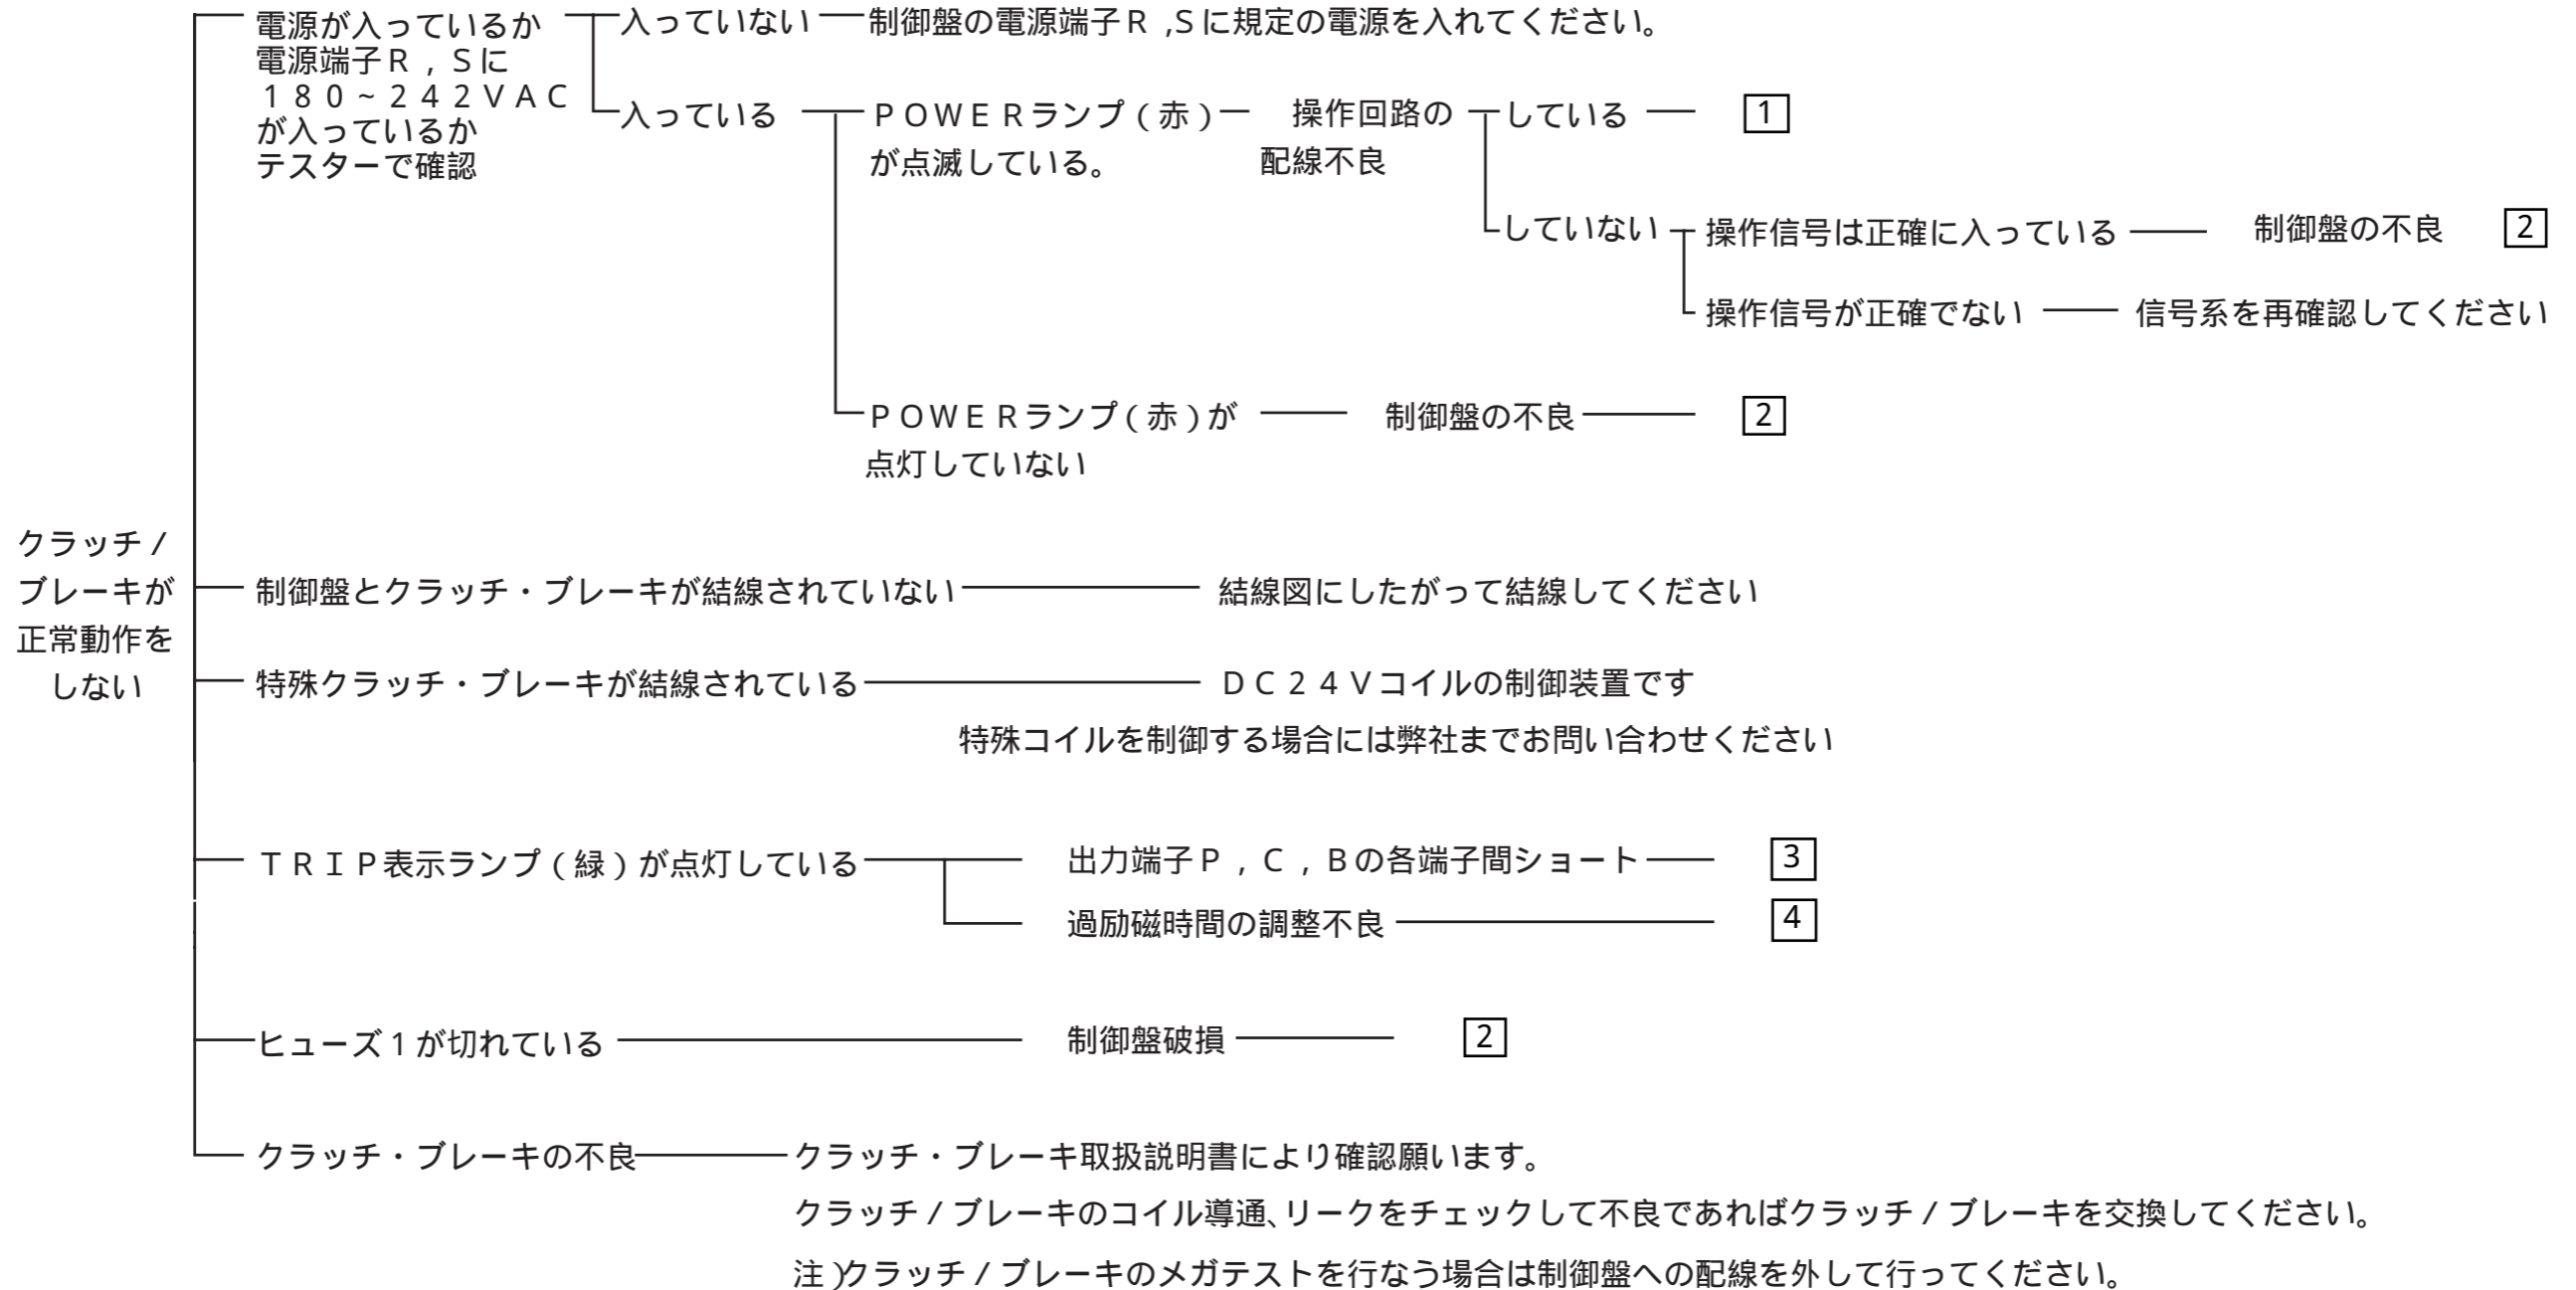 電源が入っているか
電源端子R,Sに
180~242VAC
が入っているか
テスターで確認
入っていない
制御盤の電源端子R,Sに規定の電源を入れてください。
入っている
POWERランプ(赤)
が点滅している。
操作回路の
配線不良
している
1
していない
操作信号は正確に入っている
制御盤の不良
2
操作信号が正確でない
信号系を再確認してください
POWERランプ(赤)が
点灯していない
制御盤の不良
2
クラッチ/
ブレーキが
正常動作を
しない
制御盤とクラッチ・ブレーキが結線されていない
結線図にしたがって結線してください
特殊クラッチ・ブレーキが結線されている
DC24Vコイルの制御装置です
特殊コイルを制御する場合には弊社までお問い合わせください
TRIP表示ランプ(緑)が点灯している
出力端子P,C,Bの各端子間ショート
3
過励磁時間の調整不良
4
ヒューズ1が切れている
制御盤破損
2
クラッチ・ブレーキの不良
クラッチ・ブレーキ取扱説明書により確認願います。
クラッチ/ブレーキのコイル導通、リークをチェックして不良であればクラッチ/ブレーキを交換してください。
注)クラッチ/ブレーキのメガテストを行なう場合は制御盤への配線を外して行ってください。